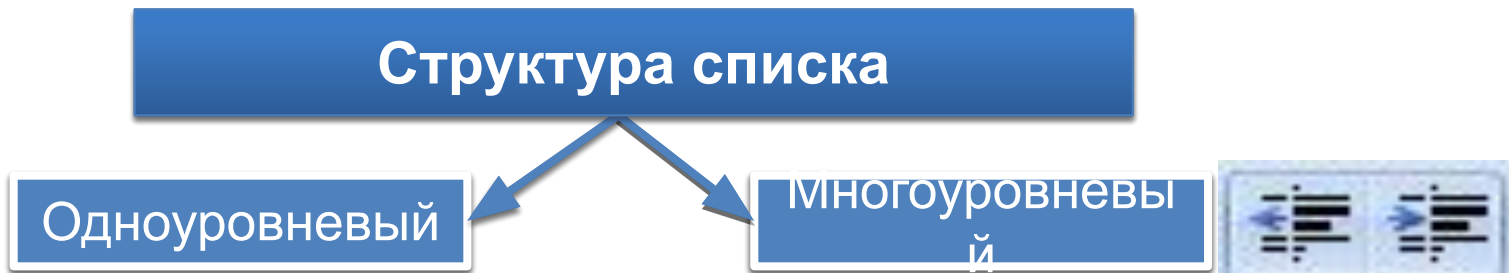 Структура списка
Одноуровневый
Многоуровневы
й